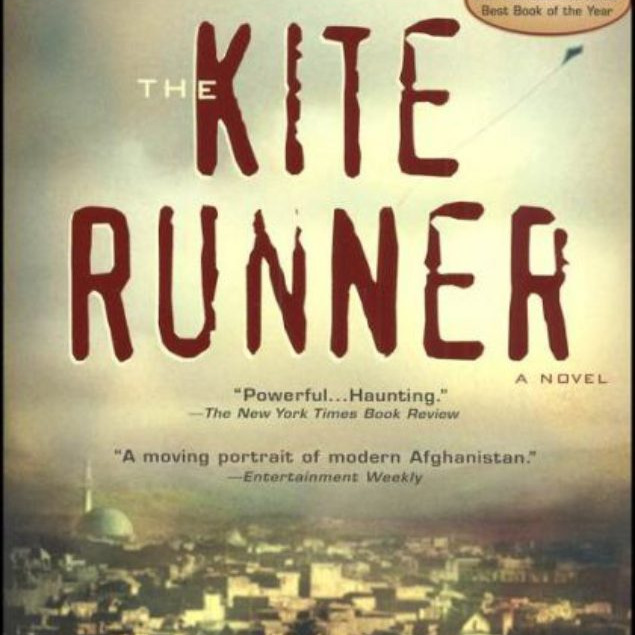 Best Book of the Year
THE KITE
RUNNER
A NOVEL
“Powerful...Haunting.”
—The New York Times Book Review
“A moving portrait of modern Afghanistan.”
—Entertainment Weekly